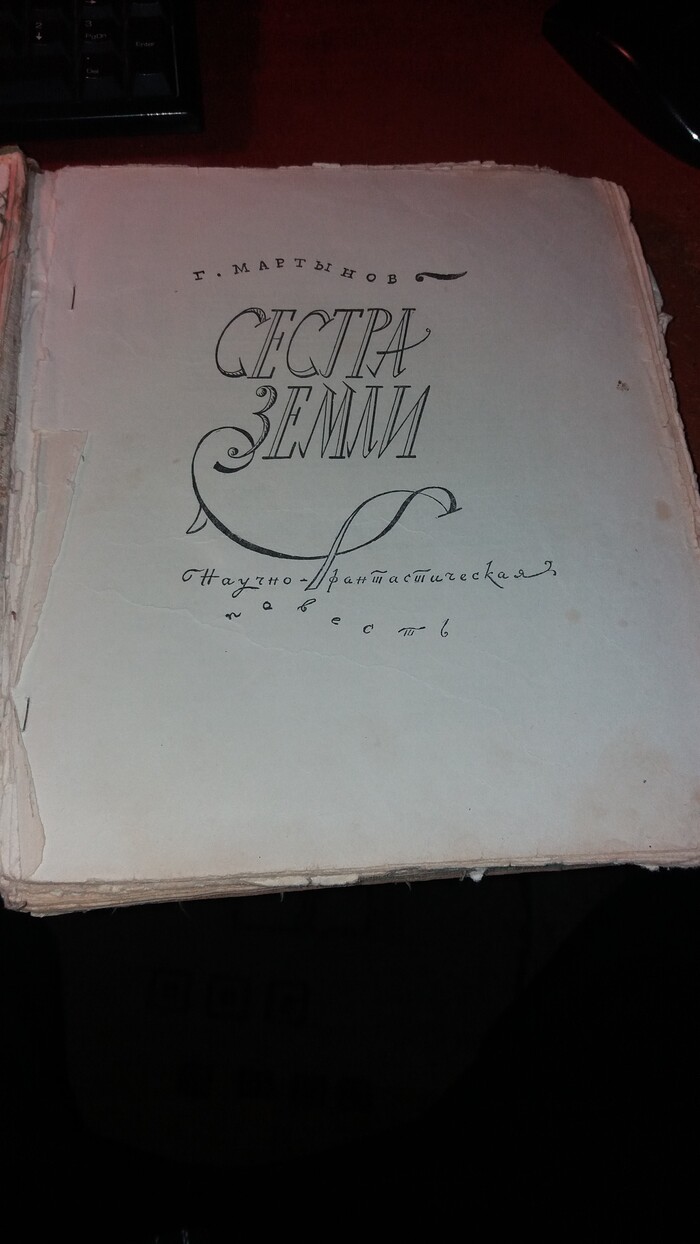 Г. МАРТЫНОВ
СЕСТРА
ЗЕМЛИ
Научно-фантастическая
повесть